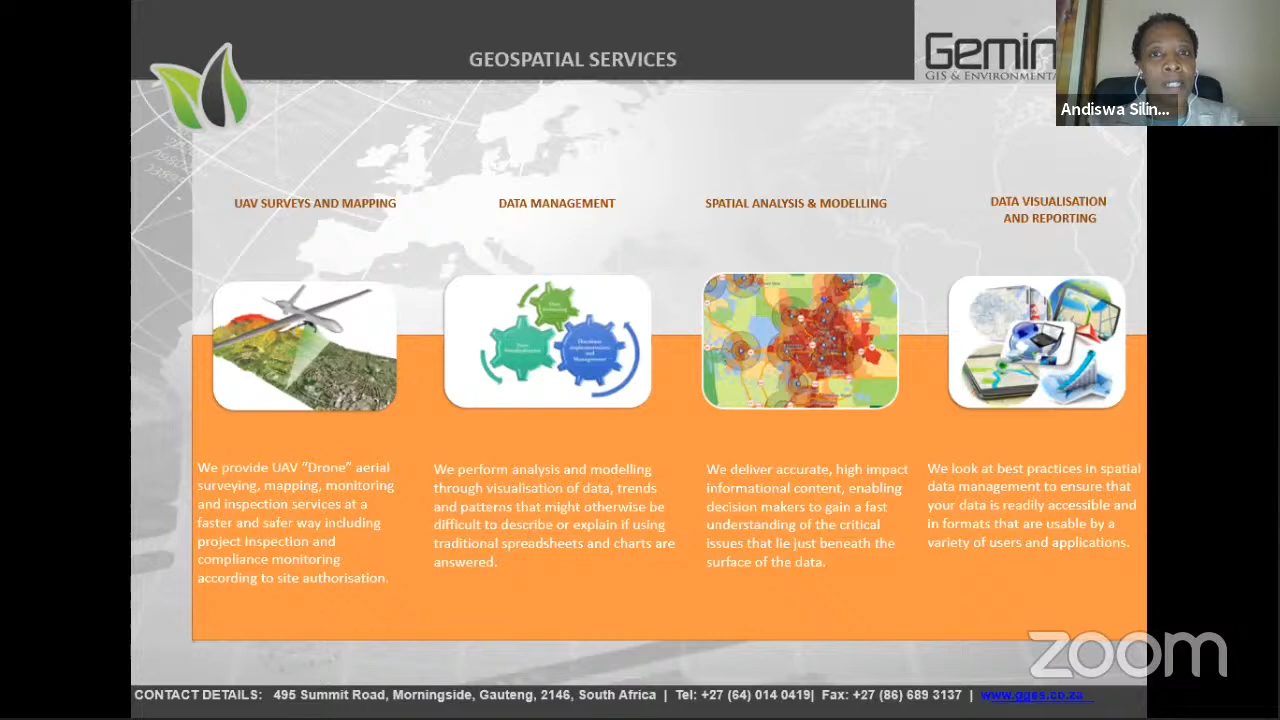 GEOSPATIAL SERVICES
Gemin
GIS & ENVIRONMENTA
Andiswa Silin...
UAV SURVEYS AND MAPPING
DATA MANAGEMENT
SPATIAL ANALYSIS & MODELLING
DATA VISUALISATION
AND REPORTING
We provide UAV “Drone” aerial
surveying, mapping, monitoring
and inspection services at a
faster and safer way including
project Inspection and
compliance monitoring
according to site authorisation.
We perform analysis and modelling
through visualisation of data, trends
and patterns that might otherwise be
difficult to describe or explain if using
traditional spreadsheets and charts are
answered.
We deliver accurate, high impact
informational content, enabling
decision makers to gain a fast
understanding of the critical
issues that lie just beneath the
surface of the data.
We look at best practices in spatial
data management to ensure that
your data is readily accessible and
in formats that are usable by a
variety of users and applications.
zoom
CONTACT DETAILS: 495 Summit Road, Morningside, Gauteng, 2146, South Africa | Tel: +27 (64) 014 0419| Fax: +27 (86) 689 3137 | www.gges.co.za